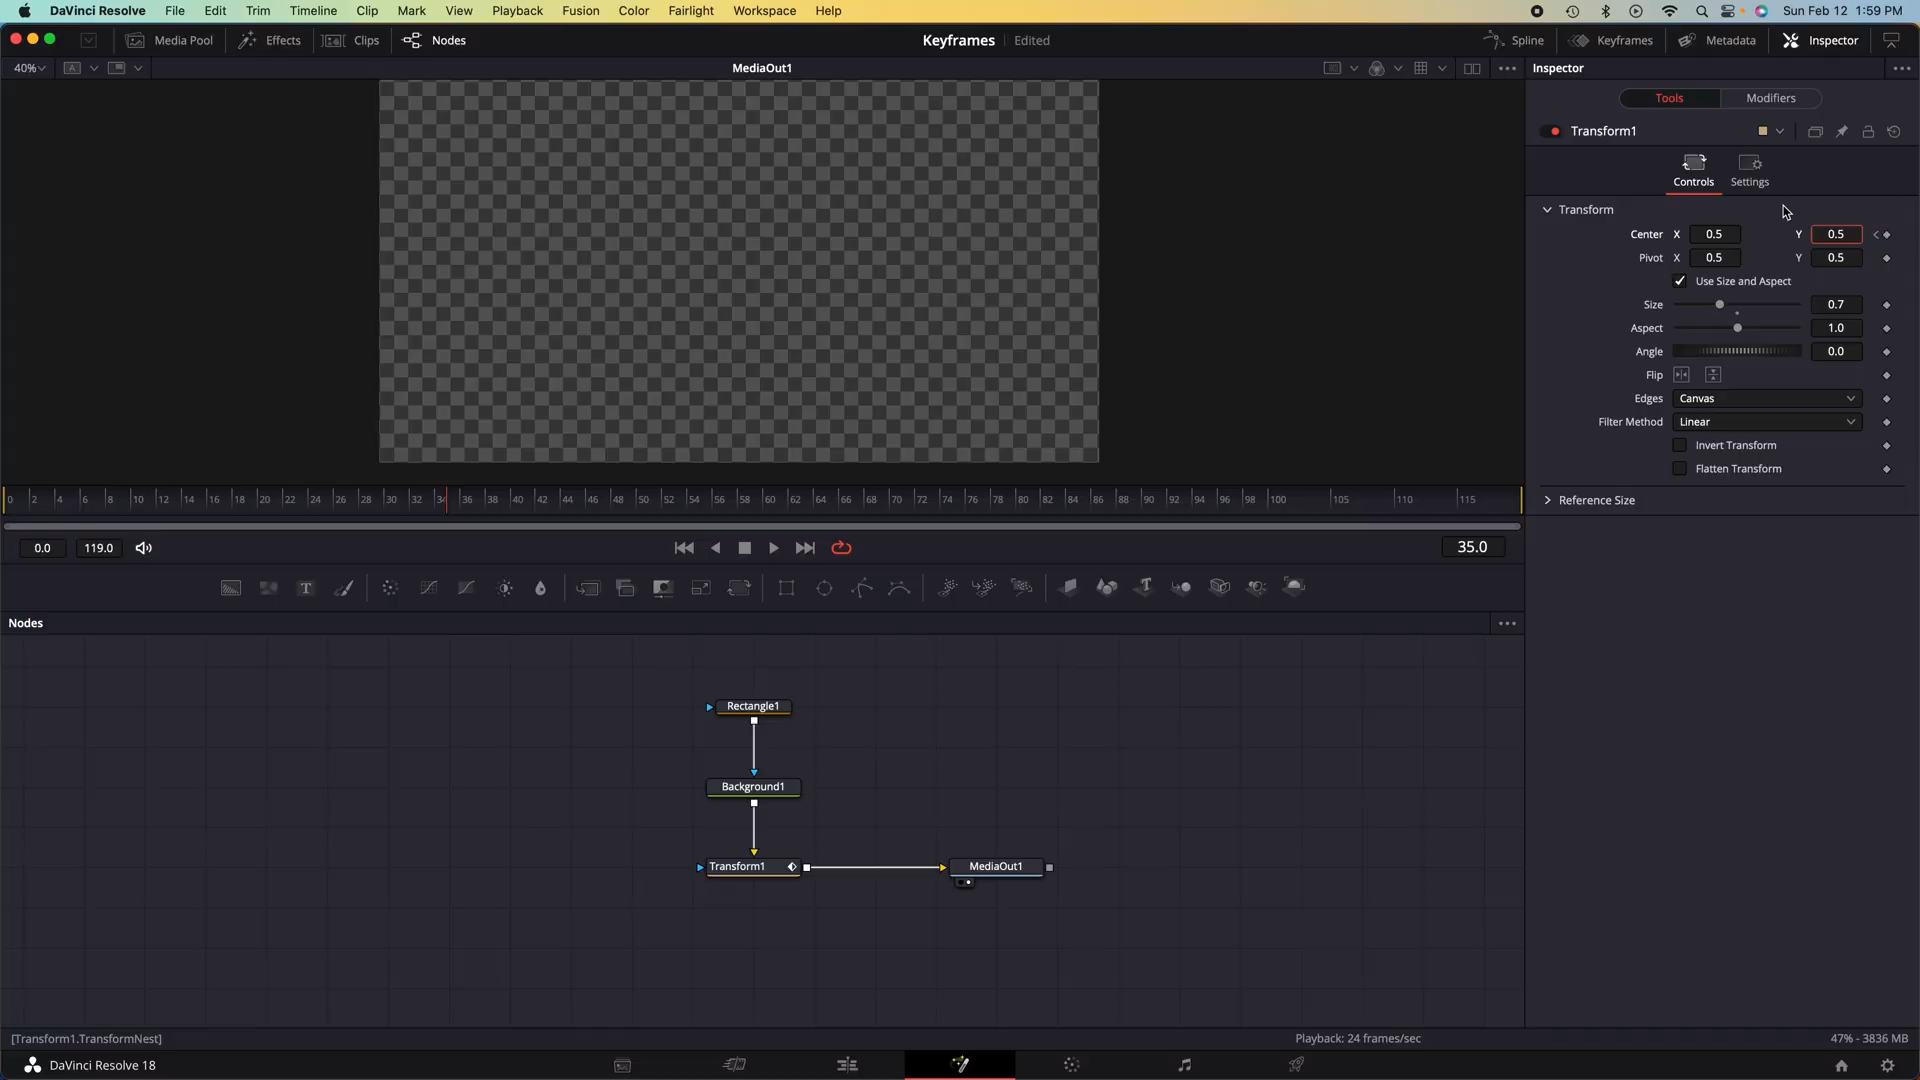 DaVinci Resolve File Edit Trim Timeline Clip Mark View Playback Fusion Color Fairlight Workspace Help Sun Feb 12 1:59 PM
Media Pool Effects Clips Nodes Keyframes Edited Spline Keyframes Metadata Inspector
40% A MediaOut1 Inspector
Tools Modifiers
Transform1
Controls Settings
Transform
Center X 0.5 Y 0.5
Pivot X 0.5 Y 0.5
Use Size and Aspect
Size 0.7
Aspect 1.0
Angle 0.0
Flip
Edges Canvas
Filter Method Linear
Invert Transform
Flatten Transform
Reference Size
0 2 4 6 8 10 12 14 16 18 20 22 24 26 28 30 32 34 36 38 40 42 44 46 48 50 52 54 56 58 60 62 64 66 68 70 72 74 76 78 80 82 84 86 88 90 92 94 96 98 100 105 110 115
0.0 119.0 35.0
T T
Nodes
Rectangle1
Background1
Transform1 MediaOut1
[Transform1.TransformNest] Playback: 24 frames/sec 47% - 3836 MB
DaVinci Resolve 18